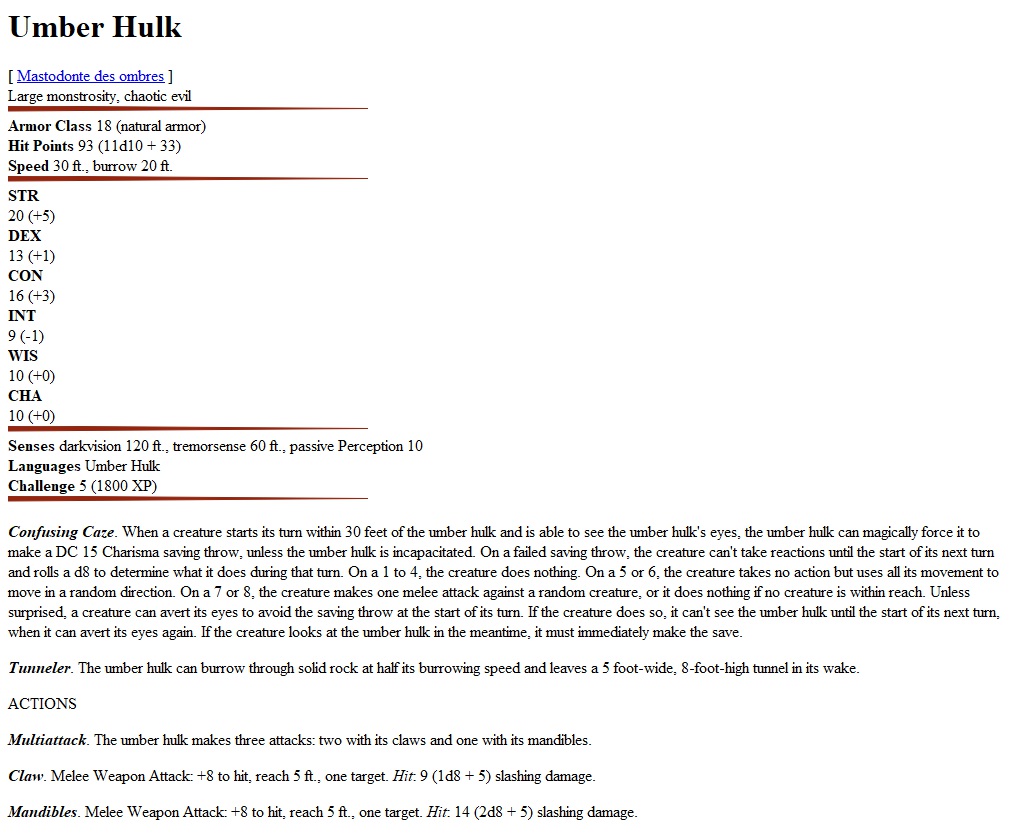 Umber Hulk
[ Mastodonte des ombres ]
Large monstrosity, chaotic evil
Armor Class 18 (natural armor)
Hit Points 93 (11d10 + 33)
Speed 30 ft., burrow 20 ft.
STR
20 (+5)
DEX
13 (+1)
CON
16 (+3)
INT
9 (-1)
WIS
10 (+0)
CHA
10 (+0)
Senses darkvision 120 ft., tremorsense 60 ft., passive Perception 10
Languages Umber Hulk
Challenge 5 (1800 XP)
Confusing Caze. When a creature starts its turn within 30 feet of the umber hulk and is able to see the umber hulk's eyes, the umber hulk can magically force it to
make a DC 15 Charisma saving throw, unless the umber hulk is incapacitated. On a failed saving throw, the creature can't take reactions until the start of its next turn
and rolls a d8 to determine what it does during that turn. On a 1 to 4, the creature does nothing. On a 5 or 6, the creature takes no action but uses all its movement to
move in a random direction. On a 7 or 8, the creature makes one melee attack against a random creature, or it does nothing if no creature is within reach. Unless
surprised, a creature can avert its eyes to avoid the saving throw at the start of its turn. If the creature does so, it can't see the umber hulk until the start of its next turn,
when it can avert its eyes again. If the creature looks at the umber hulk in the meantime, it must immediately make the save.
Tunneler. The umber hulk can burrow through solid rock at half its burrowing speed and leaves a 5 foot-wide, 8-foot-high tunnel in its wake.
ACTIONS
Multiattack. The umber hulk makes three attacks: two with its claws and one with its mandibles.
Claw. Melee Weapon Attack: +8 to hit, reach 5 ft., one target. Hit: 9 (1d8 + 5) slashing damage.
Mandibles. Melee Weapon Attack: +8 to hit, reach 5 ft., one target. Hit: 14 (2d8 + 5) slashing damage.